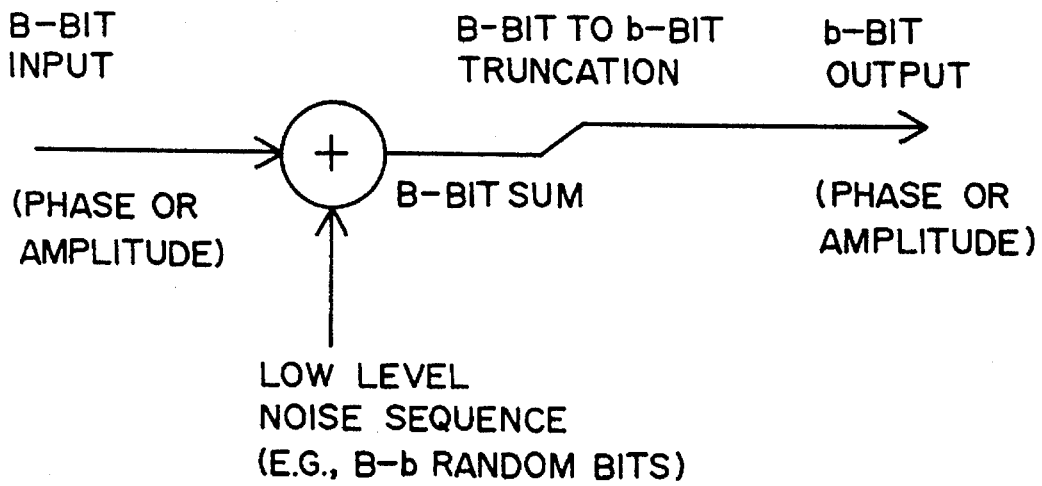 B-BIT
INPUT
B-BIT TO b-BIT
TRUNCATION
b-BIT
OUTPUT
+
(PHASE OR
AMPLITUDE)
B-BIT SUM
(PHASE OR
AMPLITUDE)
LOW LEVEL
NOISE SEQUENCE
(E.G., B-b RANDOM BITS)